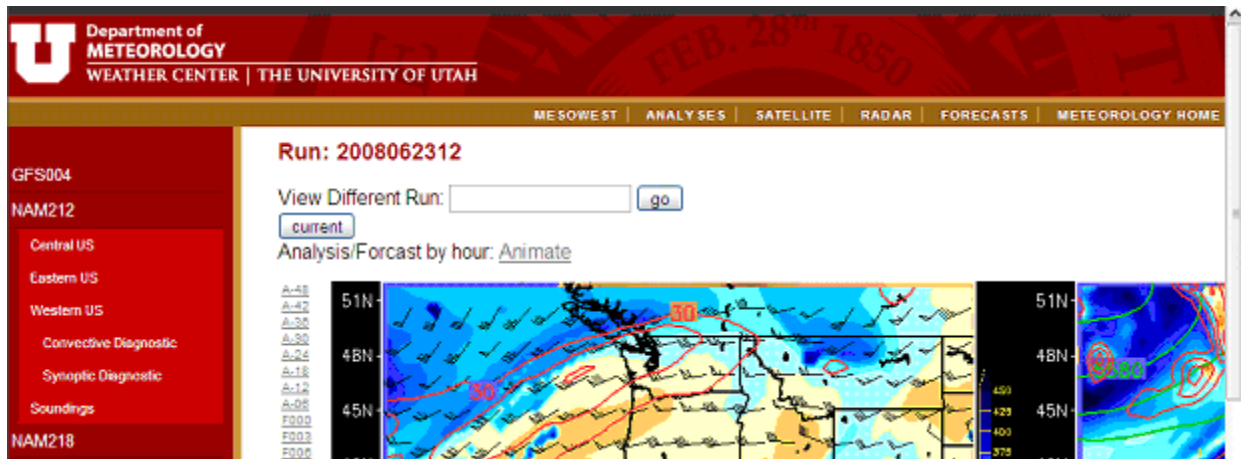 Department of
METEOROLOGY
WEATHER CENTER | THE UNIVERSITY OF UTAH
FEB. 28th 1850
MESOWEST | ANALYSES | SATELLITE | RADAR | FORECASTS | METEOROLOGY HOME
GFS004
NAM212
Central US
Eastern US
Western US
Convective Diagnostic
Synoptic Diagnostic
Soundings
NAM218
Run: 2008062312
View Different Run: go
current
Analysis/Forcast by hour: Animate
A-48
A-42
A-36
A-30
A-24
A-18
A-12
A-06
F000
F003
F006
51N
48N
45N
30
30
450
425
400
375
51N
48N
45N